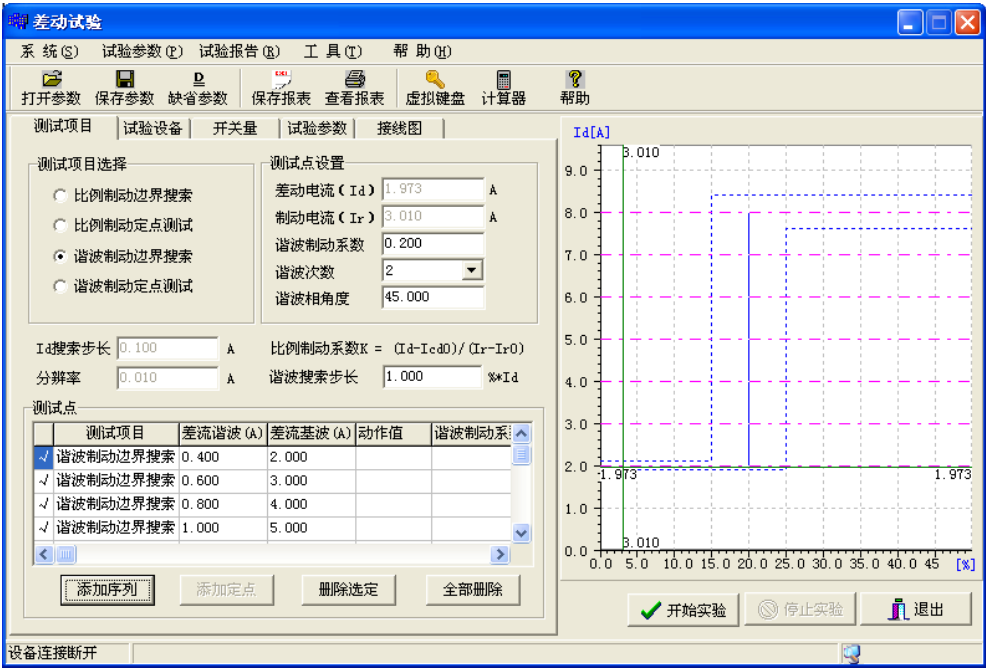 差动试验
系 统(S) 试验参数(P) 试验报告(R) 工 具(T) 帮 助(H)
打开参数 保存参数 D 缺省参数 保存报表 查看报表 虚拟键盘 计算器 帮助
测试项目 试验设备 开关量 试验参数 接线图
测试项目选择
比例制动边界搜索
比例制动定点测试
谐波制动边界搜索
谐波制动定点测试
测试点设置
差动电流(Id) 1.973 A
制动电流(Ir) 3.010 A
谐波制动系数 0.200
谐波次数 2
谐波相角度 45.000
Id搜索步长 0.100 A 比例制动系数K = (Id-Icd0)/(Ir-Ir0)
分辨率 0.010 A 谐波搜索步长 1.000 %*Id
测试点
测试项目 差流谐波(A) 差流基波(A) 动作值 谐波制动系
√ 谐波制动边界搜索 0.400 2.000
√ 谐波制动边界搜索 0.600 3.000
√ 谐波制动边界搜索 0.800 4.000
√ 谐波制动边界搜索 1.000 5.000
添加序列 添加定点 删除选定 全部删除
Id[A]
3.010
9.0
8.0
7.0
6.0
5.0
4.0
3.0
2.0
1.973 1.973
1.0
3.010
0.0
0.0 5.0 10.0 15.0 20.0 25.0 30.0 35.0 40.0 45 [%]
开始实验 停止实验 退出
设备连接断开